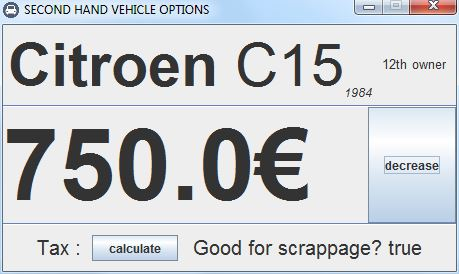 SECOND HAND VEHICLE OPTIONS
Citroen C15 1984 12th owner
750.0€ decrease
Tax : calculate Good for scrappage? true